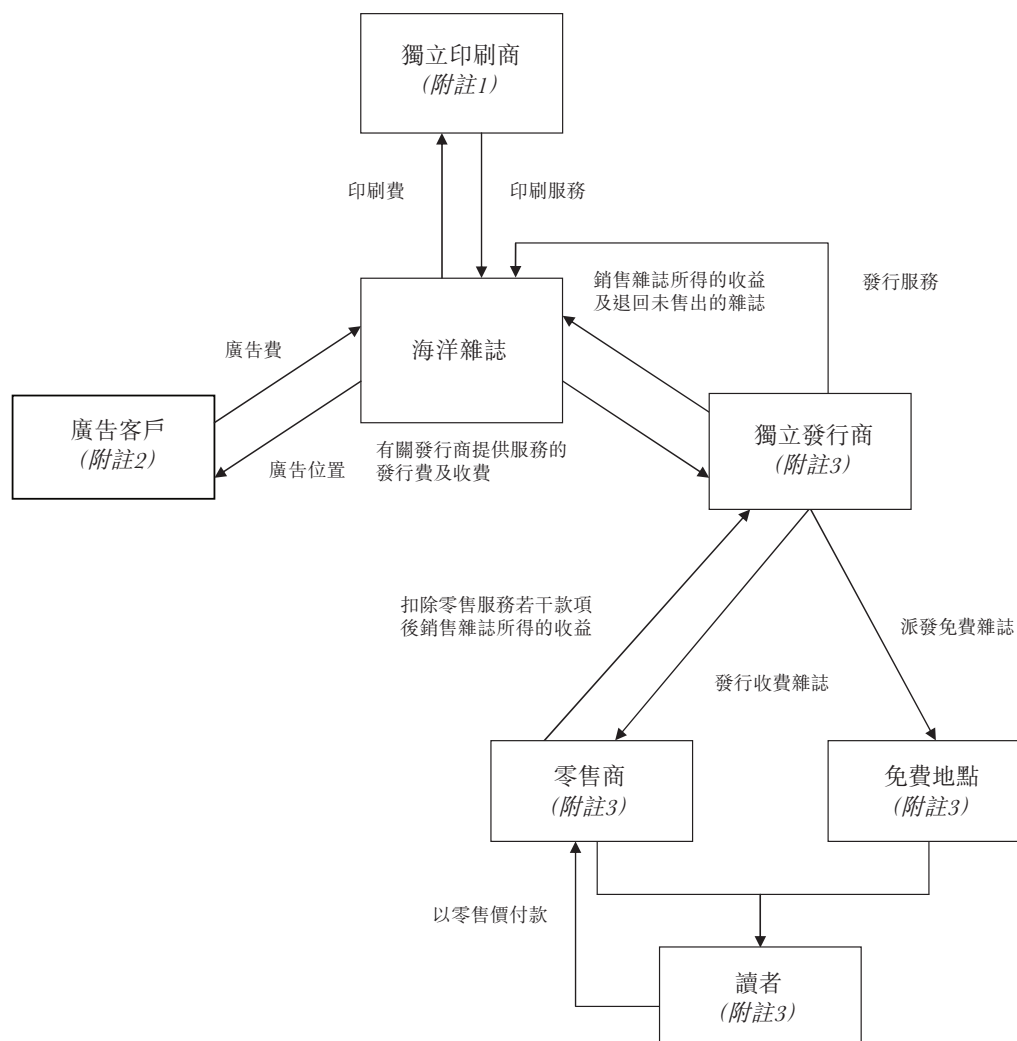 獨立印刷商
(附註1)
印刷費
印刷服務
銷售雜誌所得的收益
及退回未售出的雜誌
發行服務
海洋雜誌
廣告費
廣告客戶
(附註2)
廣告位置
有關發行商提供服務的
發行費及收費
獨立發行商
(附註3)
扣除零售服務若干款項
後銷售雜誌所得的收益
派發免費雜誌
發行收費雜誌
零售商
(附註3)
免費地點
(附註3)
以零售價付款
讀者
(附註3)